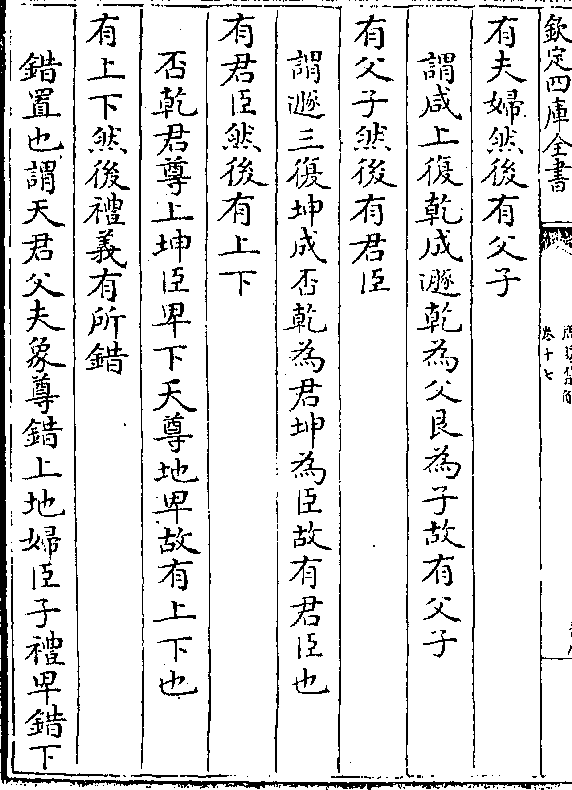 欽定四庫全書
卷十七
有夫婦然後有父子
謂咸上復乾成遯乾為父艮為子故有父子
有父子然後有君臣
謂遯三復坤成否乾為君坤為臣故有君臣也
有君臣然後有上下
否乾君尊上坤臣卑下天尊地卑故有上下也
有上下然後禮義有所錯
錯置也謂天君父夫象尊錯上地婦臣子禮卑錯下